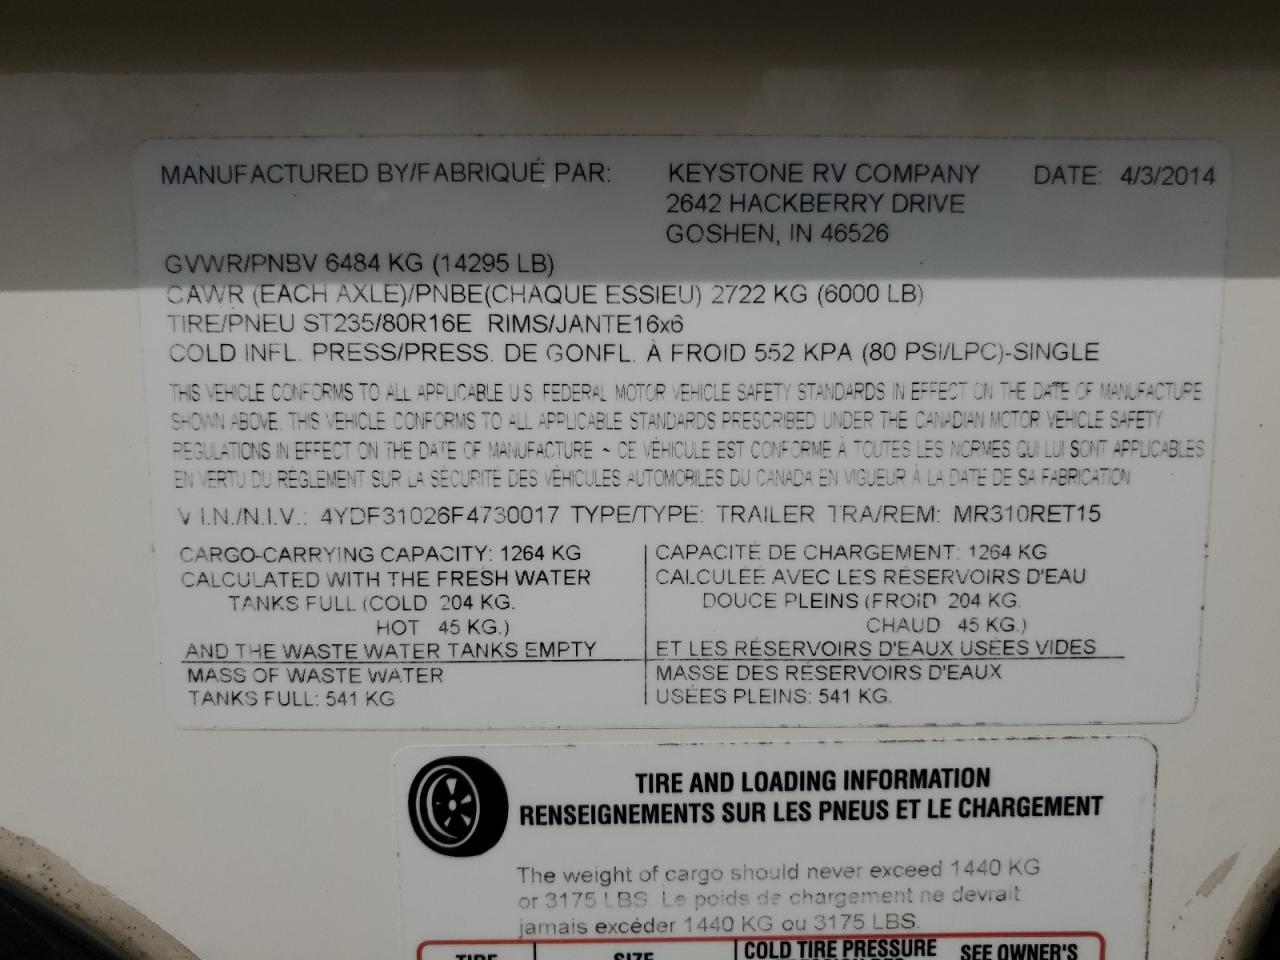 MANUFACTURED BY/FABRIQUÉ PAR: KEYSTONE RV COMPANY DATE: 4/3/2014
2642 HACKBERRY DRIVE
GOSHEN, IN 46526
GVWR/PNBV 6484 KG (14295 LB)
CAWR (EACH AXLE)/PNBE(CHAQUE ESSIEU) 2722 KG (6000 LB)
TIRE/PNEU ST235/80R16E RIMS/JANTE16x6
COLD INFL. PRESS/PRESS. DE GONFL. À FROID 552 KPA (80 PSI/LPC)-SINGLE
THIS VEHICLE CONFORMS TO ALL APPLICABLE U.S. FEDERAL MOTOR VEHICLE SAFETY STANDARDS IN EFFECT ON THE DATE OF MANUFACTURE
SHOWN ABOVE. THIS VEHICLE CONFORMS TO ALL APPLICABLE STANDARDS PRESCRIBED UNDER THE CANADIAN MOTOR VEHICLE SAFETY
REGULATIONS IN EFFECT ON THE DATE OF MANUFACTURE ~ CE VÉHICULE EST CONFORME À TOUTES LES NORMES QUI LUI SONT APPLICABLES
EN VERTU DU RÈGLEMENT SUR LA SÉCURITÉ DES VÉHICULES AUTOMOBILES DU CANADA EN VIGUEUR À LA DATE DE SA FABRICATION
V.I.N./N.I.V.: 4YDF31026F4730017 TYPE/TYPE: TRAILER TRA/REM: MR310RET15
CARGO-CARRYING CAPACITY: 1264 KG
CALCULATED WITH THE FRESH WATER
TANKS FULL (COLD 204 KG.
HOT 45 KG.)
AND THE WASTE WATER TANKS EMPTY
MASS OF WASTE WATER
TANKS FULL: 541 KG
CAPACITÉ DE CHARGEMENT: 1264 KG
CALCULÉE AVEC LES RÉSERVOIRS D'EAU
DOUCE PLEINS (FROID 204 KG.
CHAUD 45 KG.)
ET LES RÉSERVOIRS D'EAUX USÉES VIDES
MASSE DES RÉSERVOIRS D'EAUX
USÉES PLEINS: 541 KG.
TIRE AND LOADING INFORMATION
RENSEIGNEMENTS SUR LES PNEUS ET LE CHARGEMENT
The weight of cargo should never exceed 1440 KG
or 3175 LBS. Le poids de chargement ne devrait
jamais excéder 1440 KG ou 3175 LBS.
TIRE SIZE COLD TIRE PRESSURE SEE OWNER'S